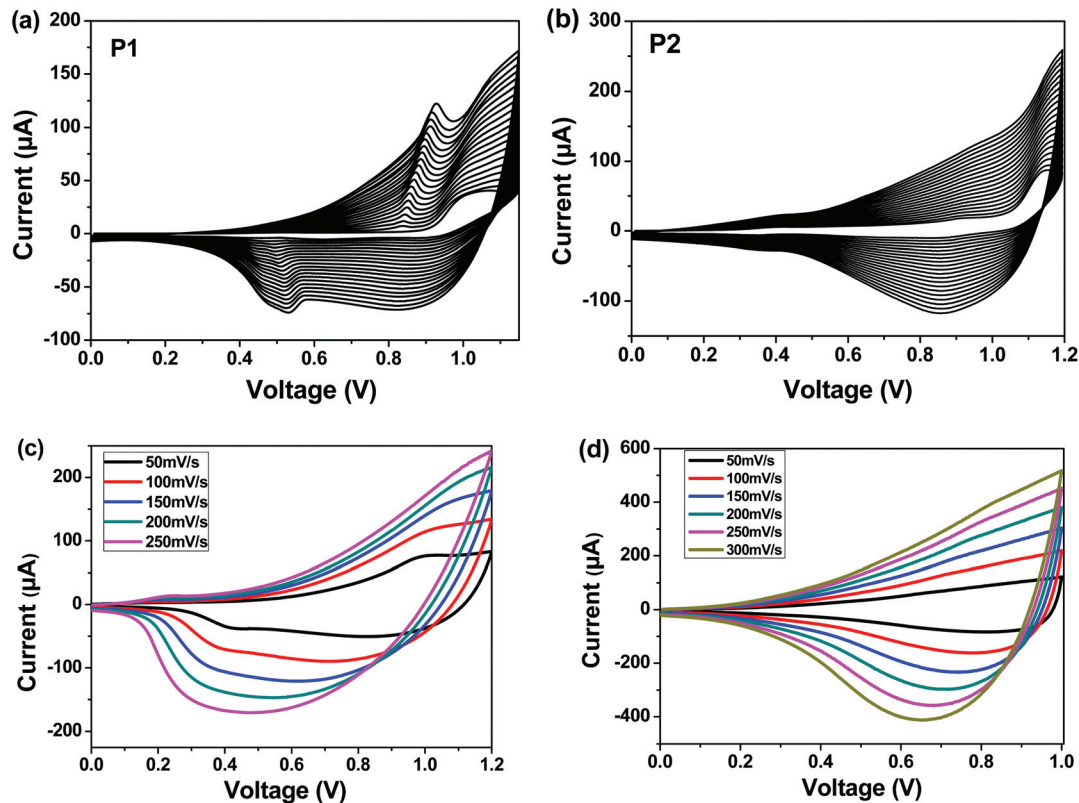 (a)
P1
Current (µA)
200
150
100
50
0
-50
-100
0.0 0.2 0.4 0.6 0.8 1.0
Voltage (V)
(b)
P2
Current (µA)
300
200
100
0
-100
0.0 0.2 0.4 0.6 0.8 1.0 1.2
Voltage (V)
(c)
50mV/s
100mV/s
150mV/s
200mV/s
250mV/s
Current (µA)
200
100
0
-100
-200
0.0 0.2 0.4 0.6 0.8 1.0 1.2
Voltage (V)
(d)
50mV/s
100mV/s
150mV/s
200mV/s
250mV/s
300mV/s
Current (µA)
600
400
200
0
-200
-400
0.0 0.2 0.4 0.6 0.8 1.0
Voltage (V)